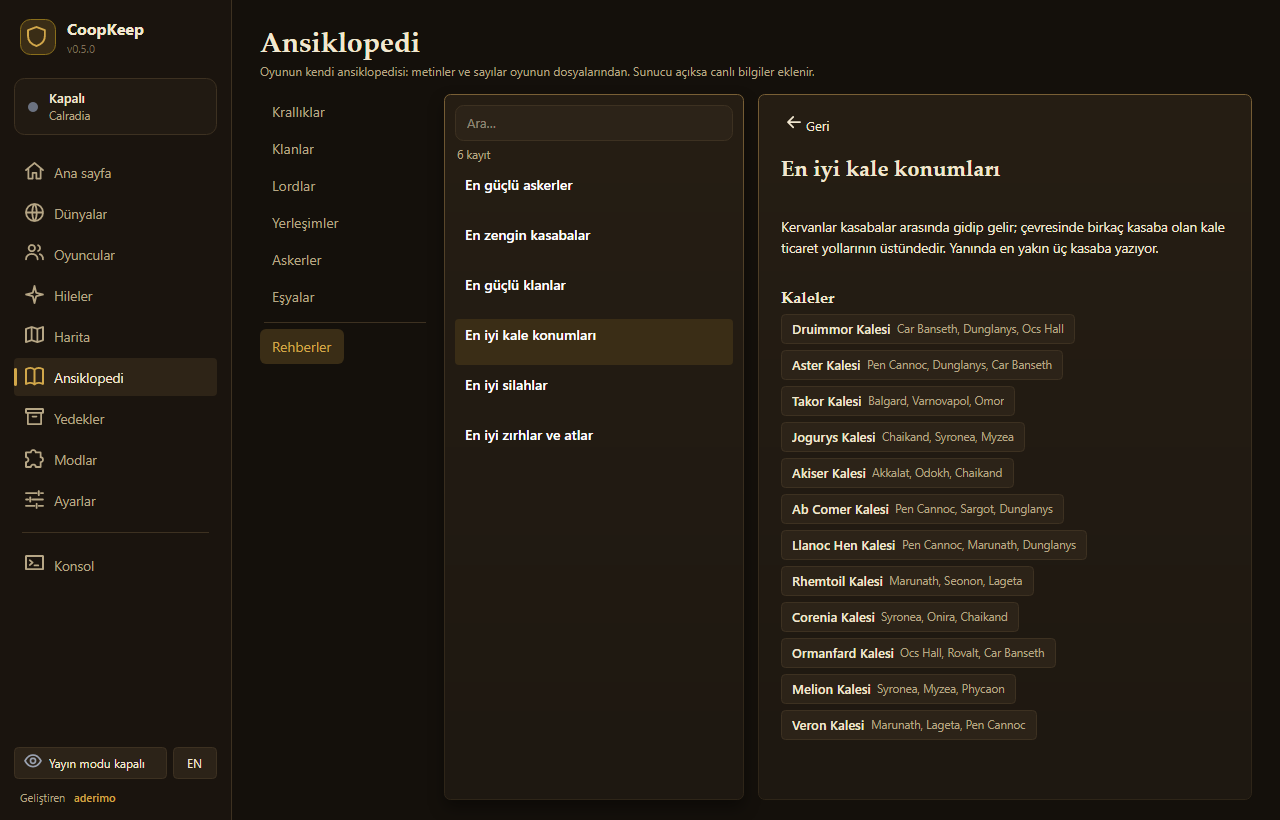 CoopKeep
v0.5.0
Kapalı
Calradia
Ana sayfa
Dünyalar
Oyuncular
Hileler
Harita
Ansiklopedi
Yedekler
Modlar
Ayarlar
Konsol
Yayın modu kapalı
EN
Geliştiren aderimo
Ansiklopedi
Oyunun kendi ansiklopedisi: metinler ve sayılar oyunun dosyalarından. Sunucu açıksa canlı bilgiler eklenir.
Krallıklar
Klanlar
Lordlar
Yerleşimler
Askerler
Eşyalar
Rehberler
Ara...
6 kayıt
En güçlü askerler
En zengin kasabalar
En güçlü klanlar
En iyi kale konumları
En iyi silahlar
En iyi zırhlar ve atlar
Geri
En iyi kale konumları
Kervanlar kasabalar arasında gidip gelir; çevresinde birkaç kasaba olan kale
ticaret yollarının üstündedir. Yanında en yakın üç kasaba yazıyor.
Kaleler
Druimmor Kalesi Car Banseth, Dunglanys, Ocs Hall
Aster Kalesi Pen Cannoc, Dunglanys, Car Banseth
Takor Kalesi Balgard, Varnovapol, Omor
Jogurys Kalesi Chaikand, Syronea, Myzea
Akiser Kalesi Akkalat, Odokh, Chaikand
Ab Comer Kalesi Pen Cannoc, Sargot, Dunglanys
Llanoc Hen Kalesi Pen Cannoc, Marunath, Dunglanys
Rhemtoil Kalesi Marunath, Seonon, Lageta
Corenia Kalesi Syronea, Onira, Chaikand
Ormanfard Kalesi Ocs Hall, Rovalt, Car Banseth
Melion Kalesi Syronea, Myzea, Phycaon
Veron Kalesi Marunath, Lageta, Pen Cannoc